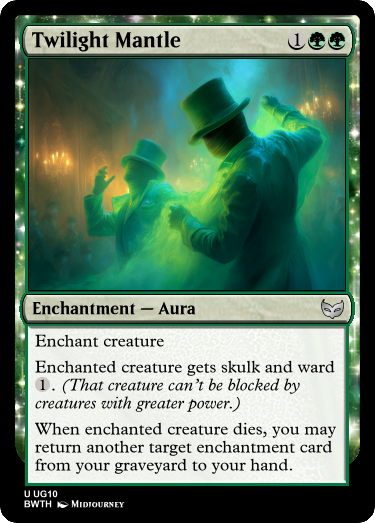 Twilight Mantle 1
Enchantment — Aura
Enchant creature
Enchanted creature gets skulk and ward
1. (That creature can't be blocked by
creatures with greater power.)
When enchanted creature dies, you may
return another target enchantment card
from your graveyard to your hand.
U UG10
BWTH Midjourney